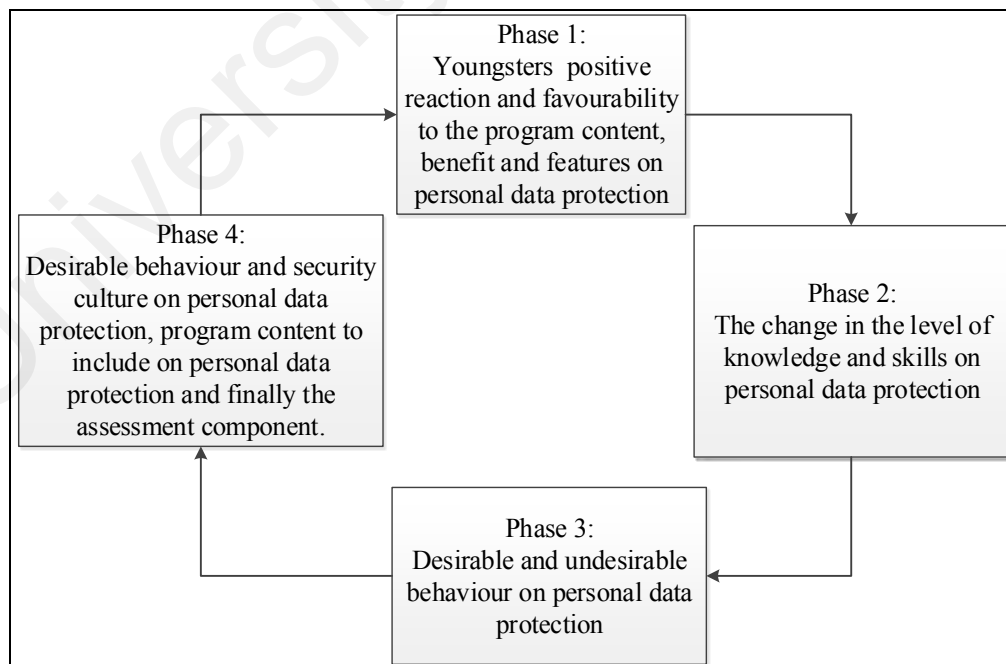 Phase 1:
Youngsters positive
reaction and favourability
to the program content,
benefit and features on
personal data protection
Phase 2:
The change in the level of
knowledge and skills on
personal data protection
Phase 3:
Desirable and undesirable
behaviour on personal data
protection
Phase 4:
Desirable behaviour and security
culture on personal data
protection, program content to
include on personal data
protection and finally the
assessment component.
University